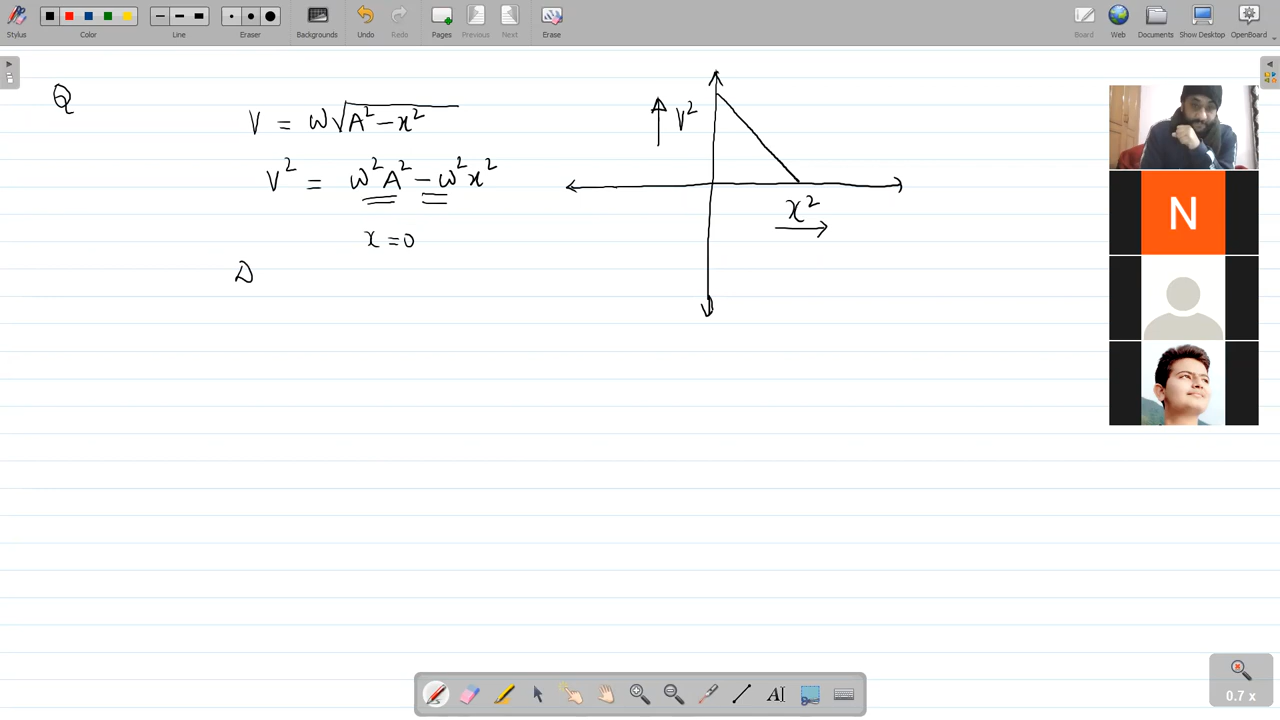 Stylus
Color
Line
Eraser
Backgrounds
Undo
Redo
Pages
Previous
Next
Erase
Board
Web
Documents
Show Desktop
OpenBoard
Q
V = ω√A² − x²
V² = ω²A² − ω²x²
x = 0
D
V²
x²
N
AI
0.7 x